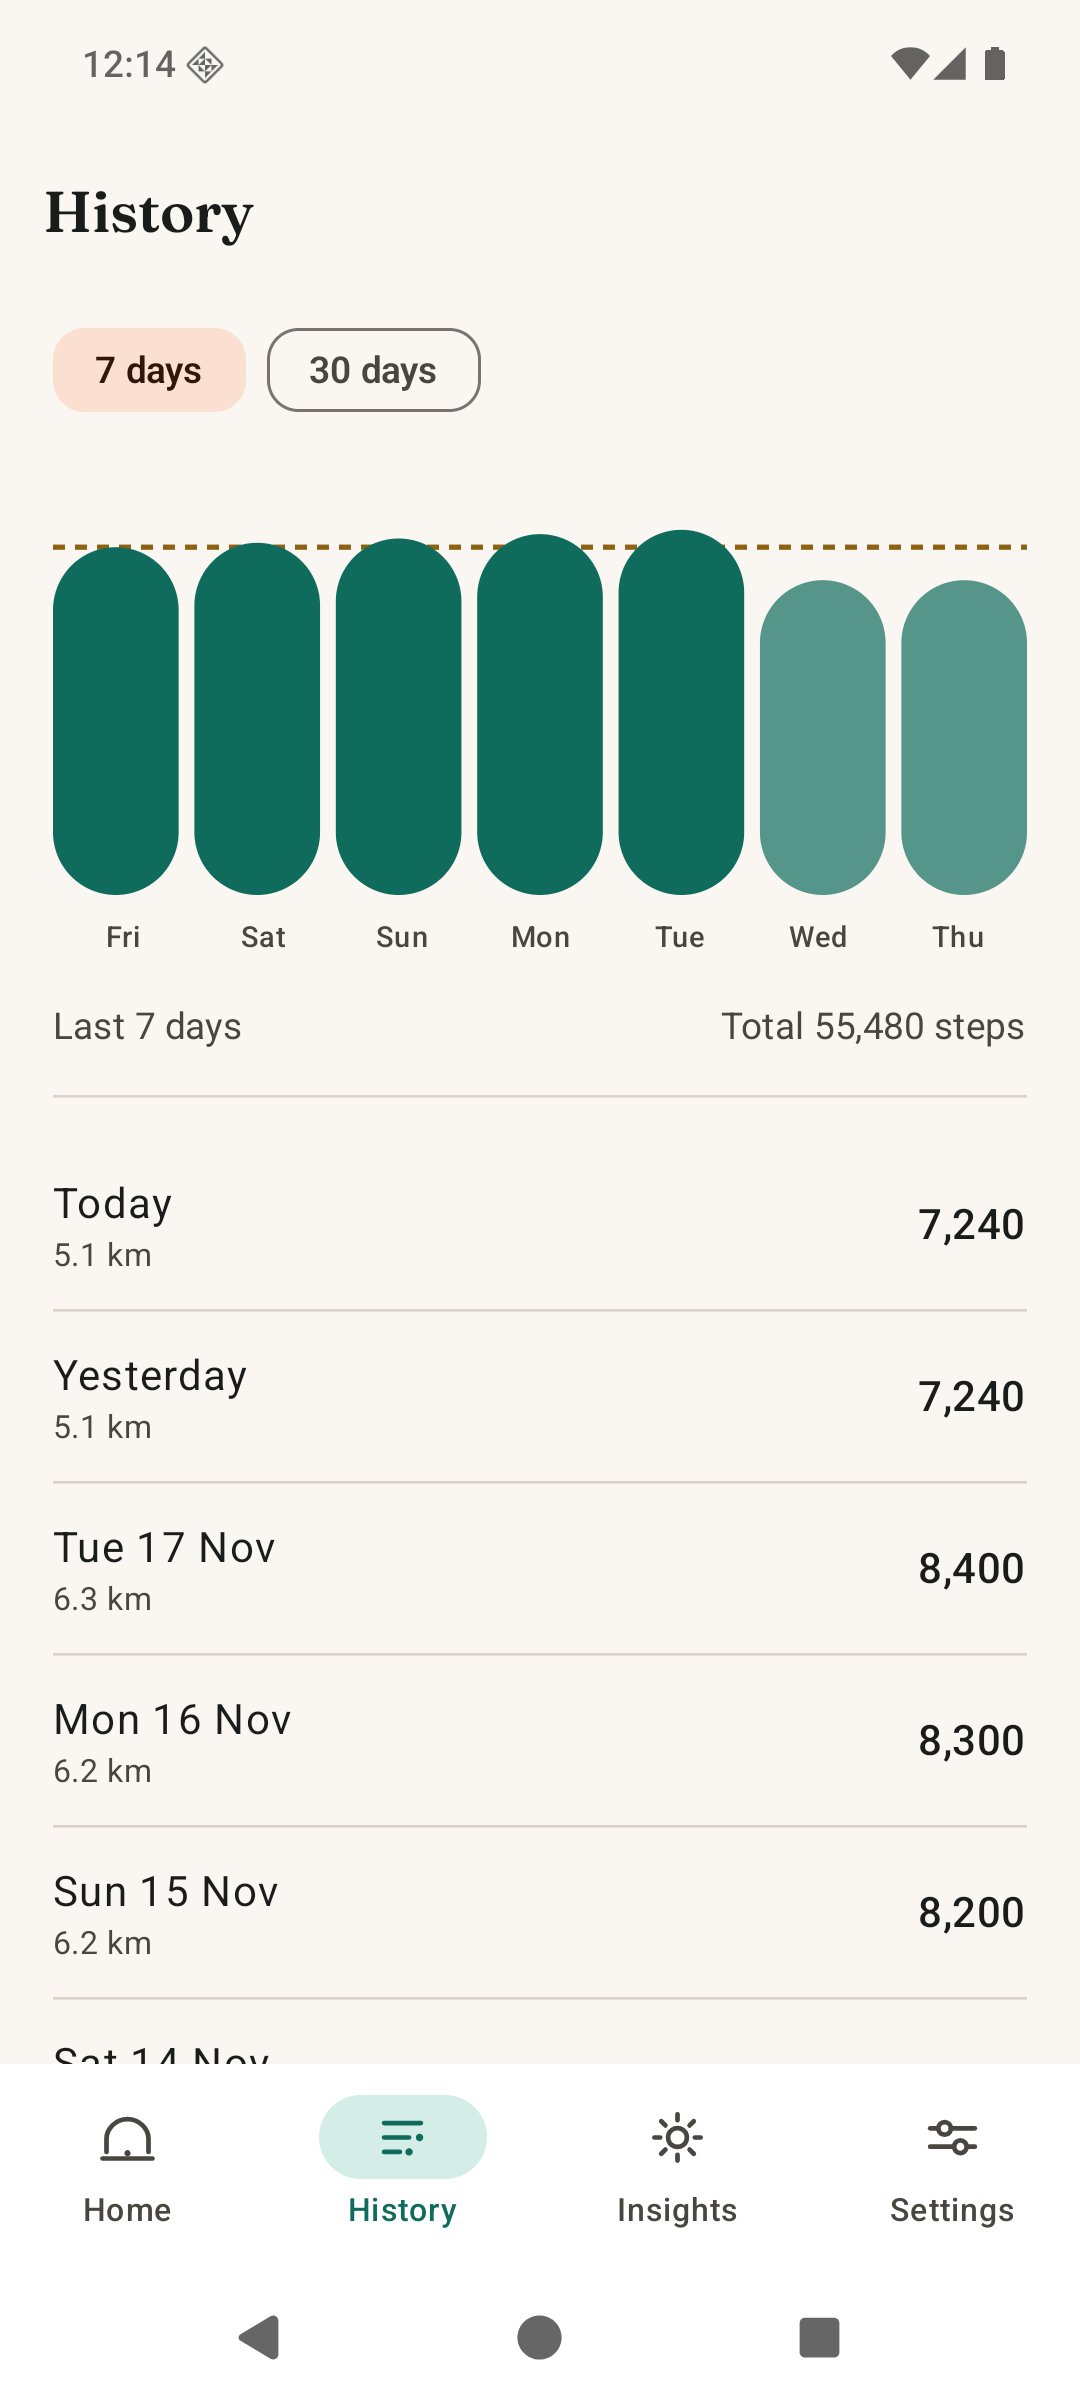 12:14
History
7 days
30 days
Fri Sat Sun Mon Tue Wed Thu
Last 7 days
Total 55,480 steps
Today
5.1 km
7,240
Yesterday
5.1 km
7,240
Tue 17 Nov
6.3 km
8,400
Mon 16 Nov
6.2 km
8,300
Sun 15 Nov
6.2 km
8,200
Sat 14 Nov
Home
History
Insights
Settings